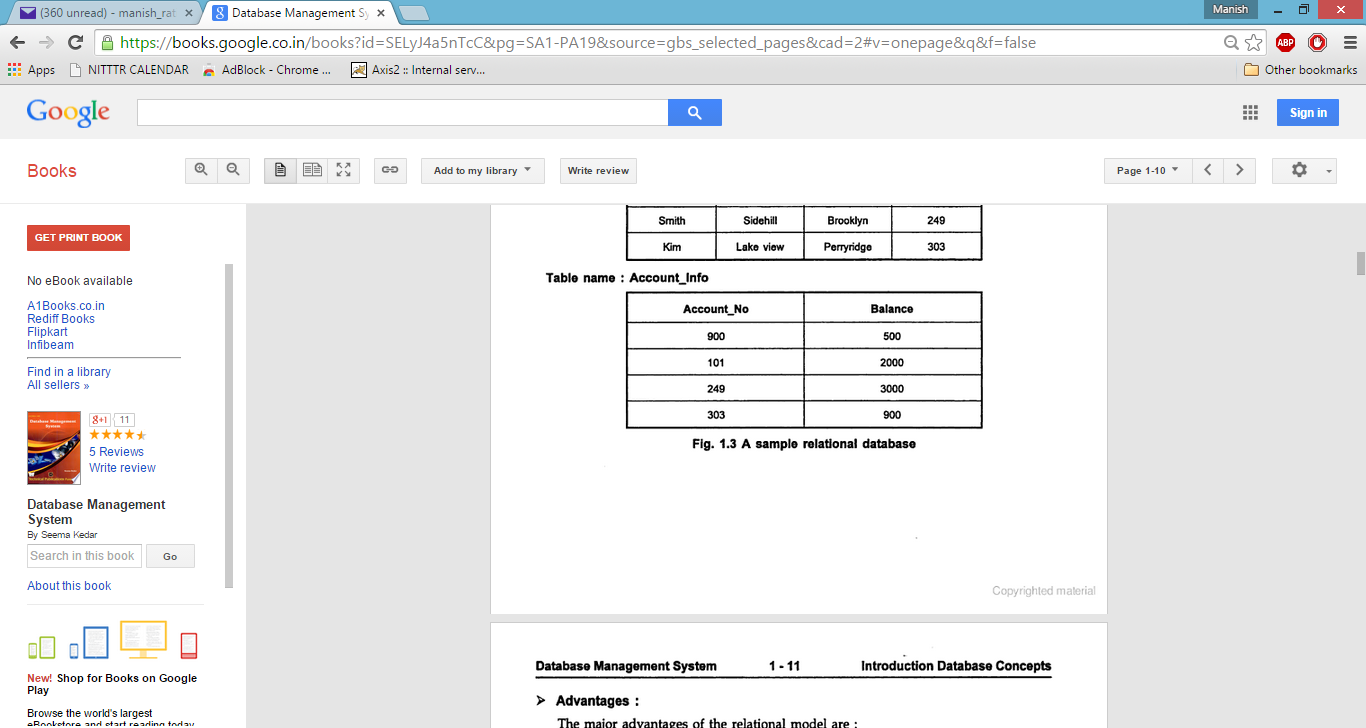 (360 unread) - manish_rat
Database Management Sy
Manish
https://books.google.co.in/books?id=SELyJ4a5nTcC&pg=SA1-PA19&source=gbs_selected_pages&cad=2#v=onepage&q&f=false
ABP
Apps
NITTTR CALENDAR
AdBlock - Chrome ...
Axis2 :: Internal serv...
Other bookmarks
Google
Sign in
Books
Add to my library
Write review
Page 1-10
GET PRINT BOOK
No eBook available
A1Books.co.in
Rediff Books
Flipkart
Infibeam
Find in a library
All sellers »
g+1 11
5 Reviews
Write review
Database Management
System
By Seema Kedar
Search in this book Go
About this book
New! Shop for Books on Google
Play
Browse the world's largest
eBookstore and start reading today
Smith Sidehill Brooklyn 249
Kim Lake view Perryridge 303
Table name : Account_Info
Account_No Balance
900 500
101 2000
249 3000
303 900
Fig. 1.3 A sample relational database
Copyrighted material
Database Management System 1 - 11 Introduction Database Concepts
➤ Advantages :
The major advantages of the relational model are :